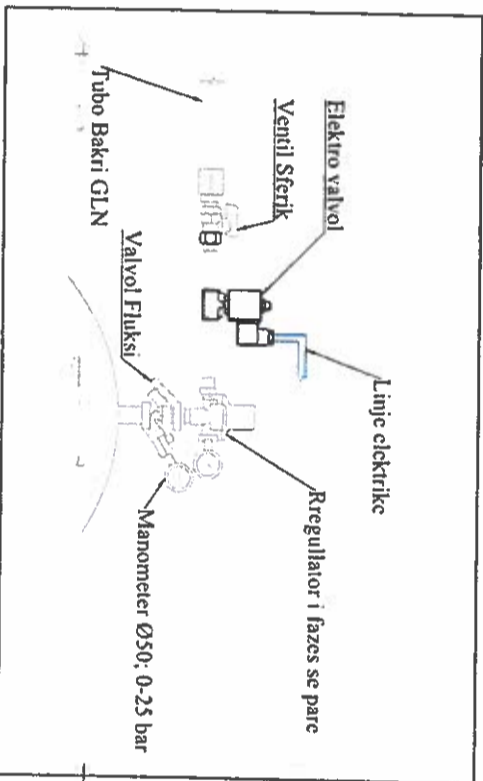 Linje elektrike
Rregullator i fazes se pare
Elektro valvol
Manometer Ø50; 0-25 bar
Ventil Sferik
Valvol Fluksi
Tubo Bakri GLN